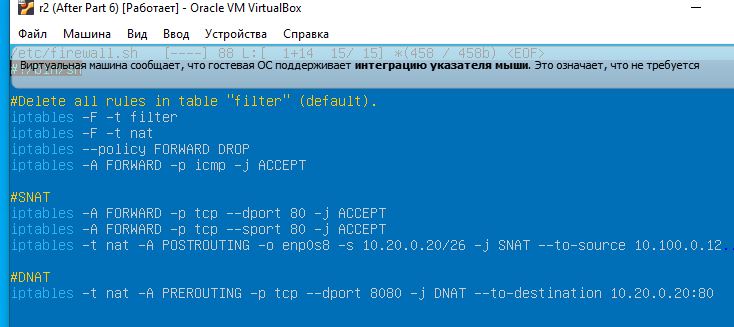 r2 (After Part 6) [Работает] - Oracle VM VirtualBox
Файл Машина Вид Ввод Устройства Справка
/etc/firewall.sh [----] 88 L:[ 1+14 15/ 15] *(458 / 458b) <EOF>
Виртуальная машина сообщает, что гостевая ОС поддерживает интеграцию указателя мыши. Это означает, что не требуется
#!/bin/sh
#Delete all rules in table "filter" (default).
iptables -F -t filter
iptables -F -t nat
iptables --policy FORWARD DROP
iptables -A FORWARD -p icmp -j ACCEPT
#SNAT
iptables -A FORWARD -p tcp --dport 80 -j ACCEPT
iptables -A FORWARD -p tcp --sport 80 -j ACCEPT
iptables -t nat -A POSTROUTING -o enp0s8 -s 10.20.0.20/26 -j SNAT --to-source 10.100.0.12
#DNAT
iptables -t nat -A PREROUTING -p tcp --dport 8080 -j DNAT --to-destination 10.20.0.20:80